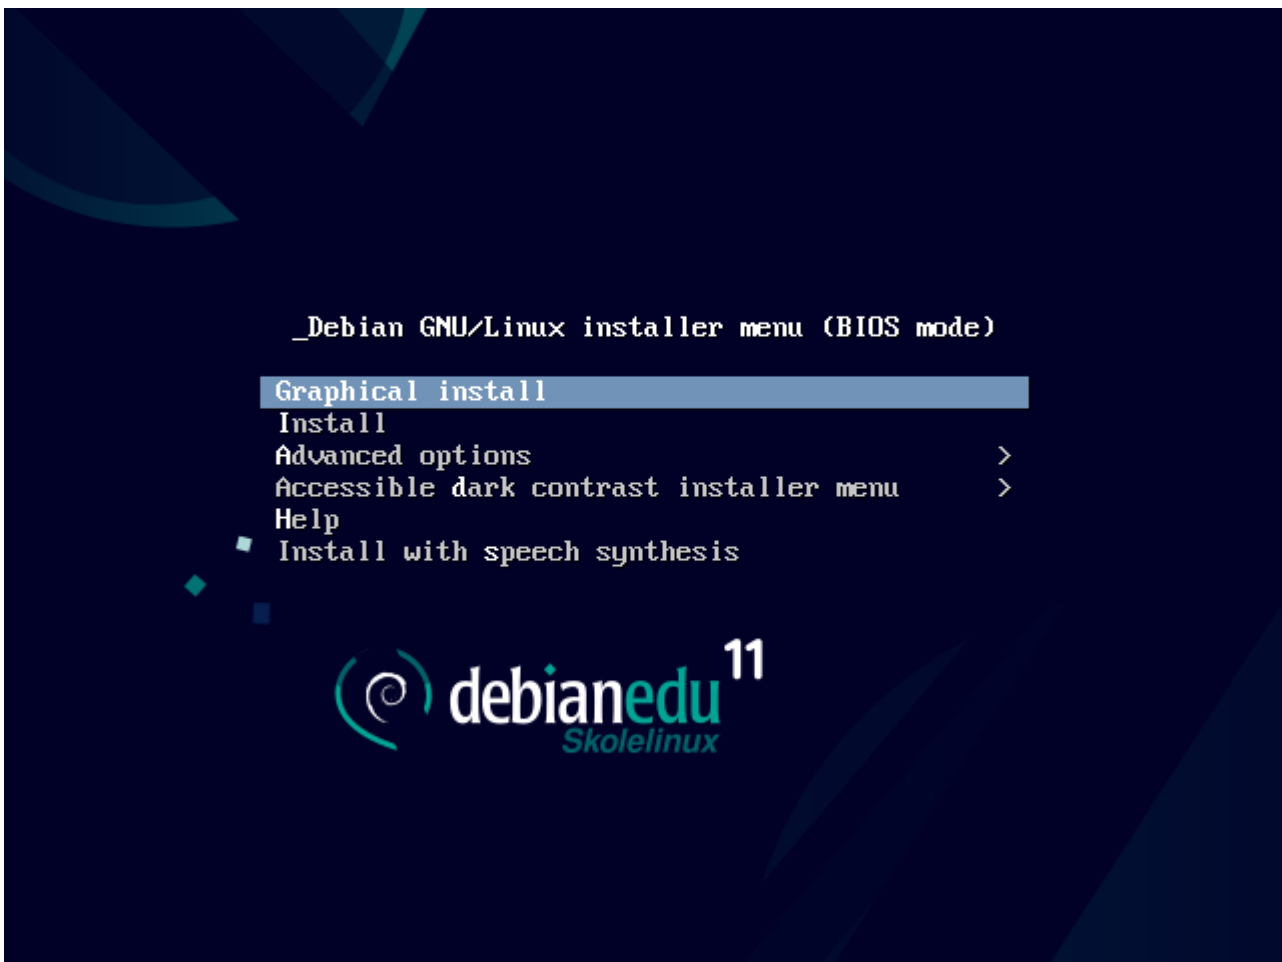 _Debian GNU/Linux installer menu (BIOS mode)
Graphical install
Install
Advanced options >
Accessible dark contrast installer menu >
Help
Install with speech synthesis
debianedu 11
Skolelinux